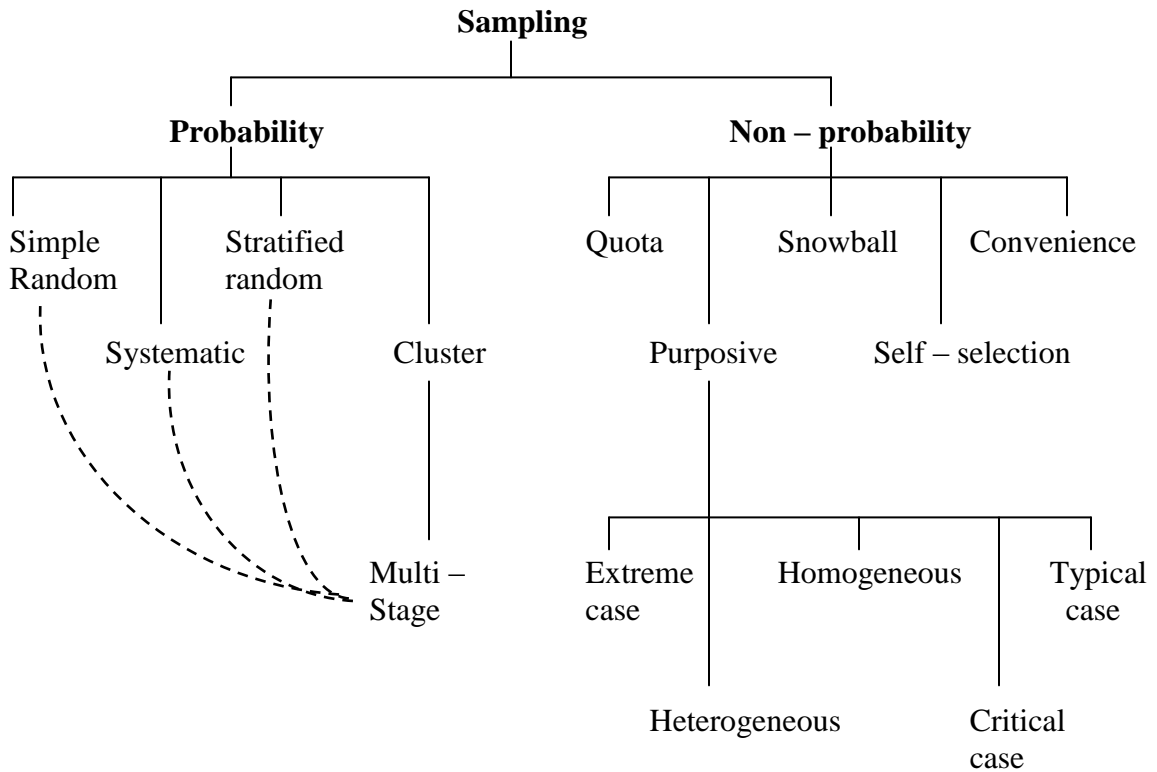 Sampling
Probability
Non – probability
Simple
Random
Stratified
random
Quota
Snowball
Convenience
Systematic
Cluster
Purposive
Self – selection
Multi –
Stage
Extreme
case
Homogeneous
Typical
case
Heterogeneous
Critical
case